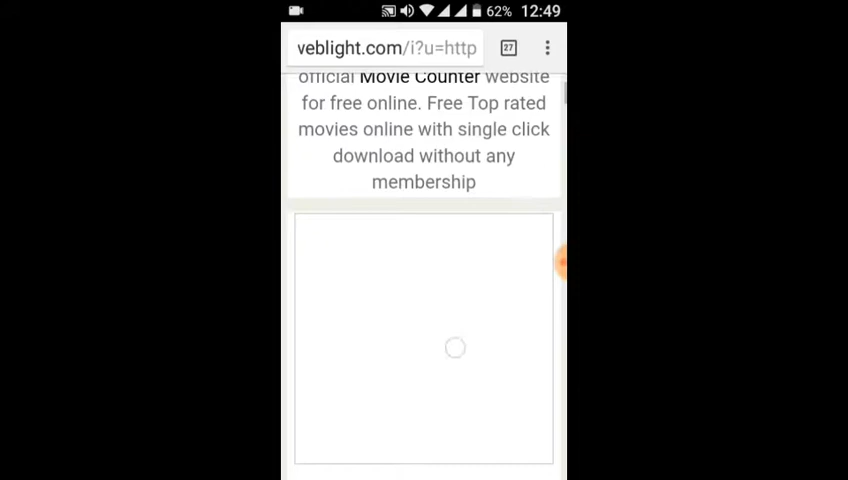 62% 12:49
veblight.com/i?u=http 27
official Movie Counter website
for free online. Free Top rated
movies online with single click
download without any
membership